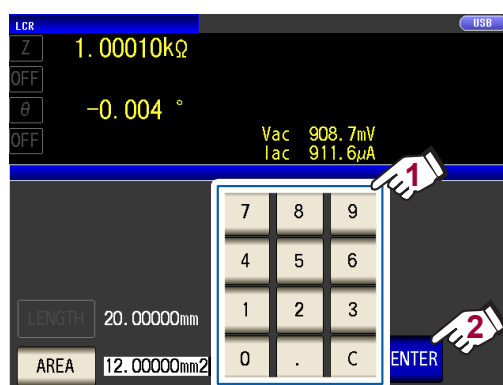 LCR USB
Z 1.00010kΩ
OFF
θ -0.004 °
OFF
Vac 908.7mV
Iac 911.6μA
1
7 8 9
4 5 6
1 2 3
0 . C
LENGTH 20.00000mm
AREA 12.00000mm2
ENTER
2